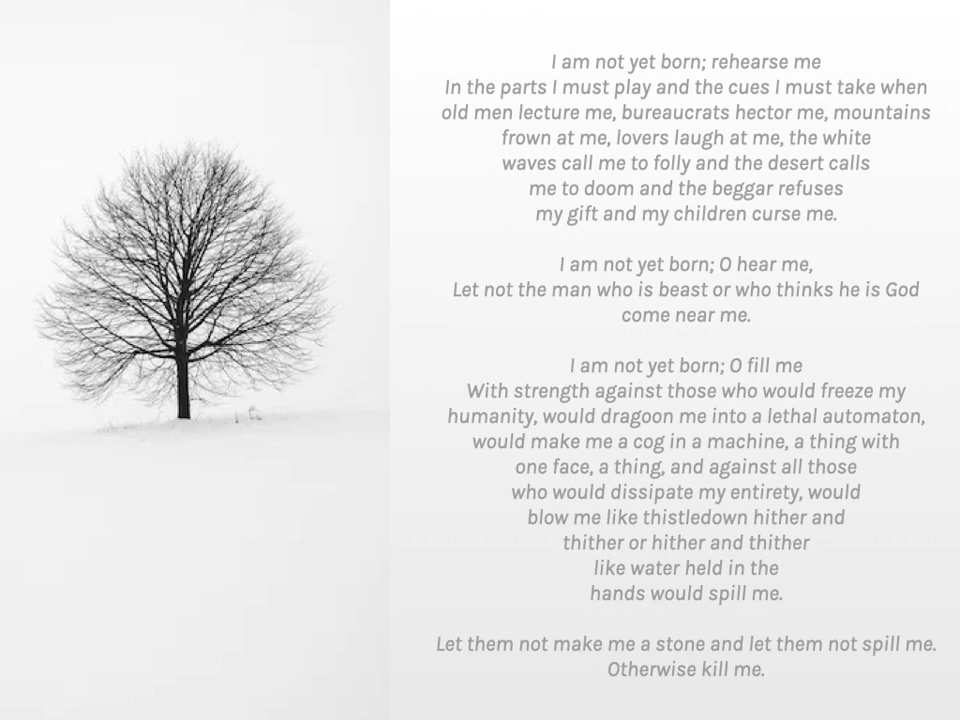 I am not yet born; rehearse me
In the parts I must play and the cues I must take when
old men lecture me, bureaucrats hector me, mountains
frown at me, lovers laugh at me, the white
waves call me to folly and the desert calls
me to doom and the beggar refuses
my gift and my children curse me.
I am not yet born; O hear me,
Let not the man who is beast or who thinks he is God
come near me.
I am not yet born; O fill me
With strength against those who would freeze my
humanity, would dragoon me into a lethal automaton,
would make me a cog in a machine, a thing with
one face, a thing, and against all those
who would dissipate my entirety, would
blow me like thistledown hither and
thither or hither and thither
like water held in the
hands would spill me.
Let them not make me a stone and let them not spill me.
Otherwise kill me.